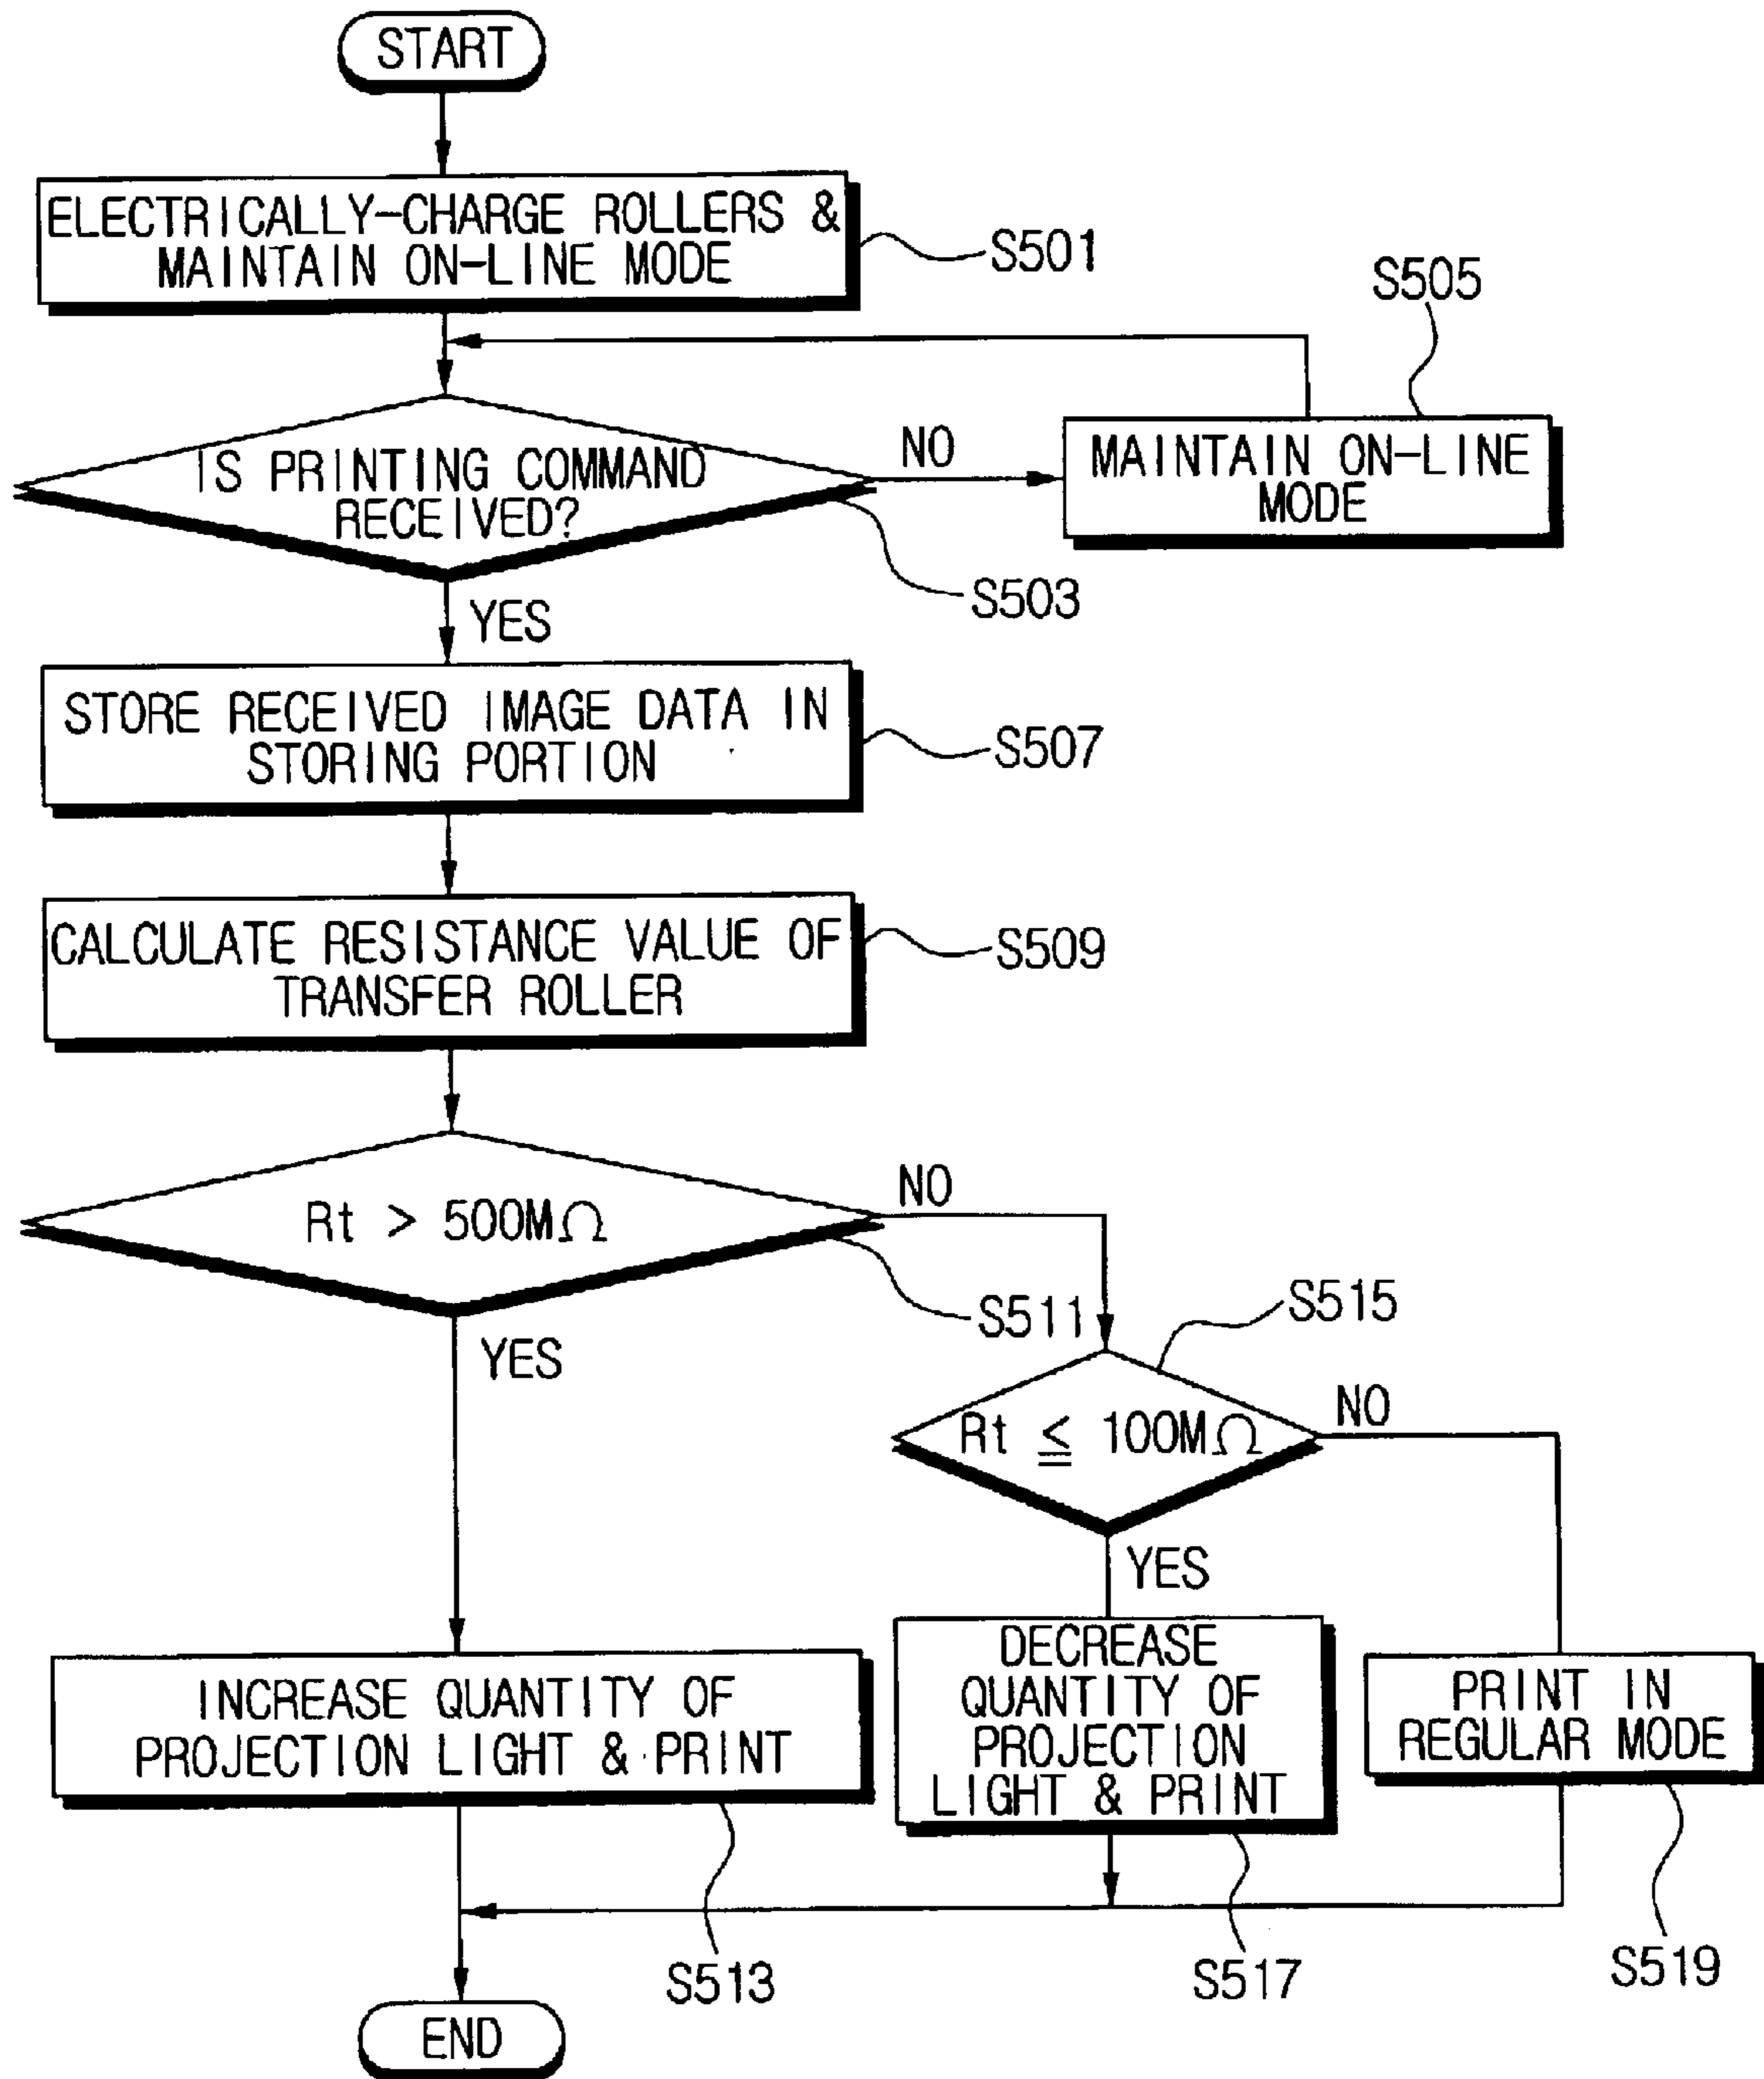 START
ELECTRICALLY-CHARGE ROLLERS &
MAINTAIN ON-LINE MODE
S501
S505
IS PRINTING COMMAND
RECEIVED?
NO
MAINTAIN ON-LINE
MODE
S503
YES
STORE RECEIVED IMAGE DATA IN
STORING PORTION
S507
CALCULATE RESISTANCE VALUE OF
TRANSFER ROLLER
S509
Rt > 500MΩ
NO
S511
YES
S515
Rt ≦ 100MΩ
NO
YES
INCREASE QUANTITY OF
PROJECTION LIGHT & PRINT
DECREASE
QUANTITY OF
PROJECTION
LIGHT & PRINT
PRINT IN
REGULAR MODE
S513
S517
S519
END